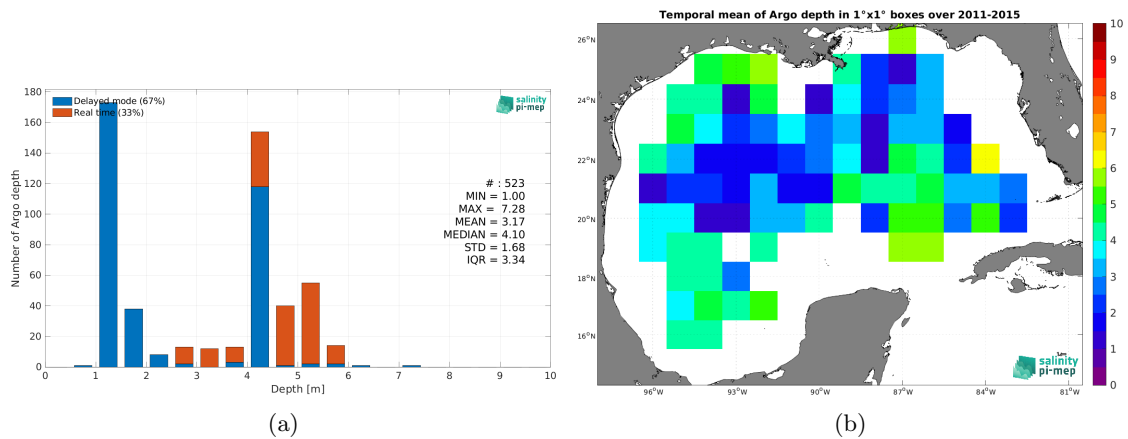 Temporal mean of Argo depth in 1°x1° boxes over 2011-2015
Delayed mode (67%)
Real time (33%)
salinity
pi-mep
180
160
140
120
100
80
60
40
20
0
Number of Argo depth
# : 523
MIN = 1.00
MAX = 7.28
MEAN = 3.17
MEDIAN = 4.10
STD = 1.68
IQR = 3.34
0 1 2 3 4 5 6 7 8 9 10
Depth [m]
(a)
26°N
24°N
22°N
20°N
18°N
16°N
96°W 93°W 90°W 87°W 84°W 81°W
salinity
pi-mep
10
9
8
7
6
5
4
3
2
1
0
(b)